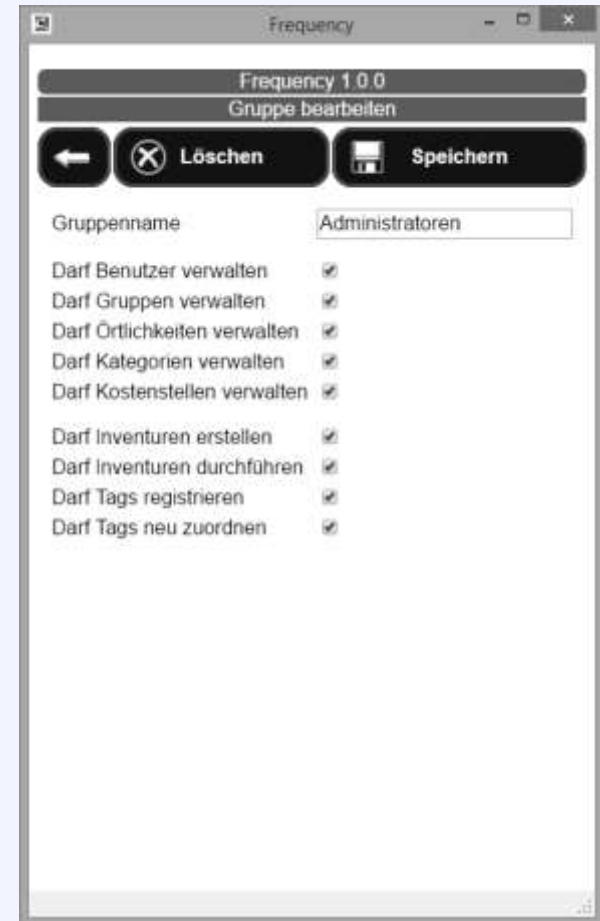 Frequency
Frequency 1.0.0
Gruppe bearbeiten
Löschen Speichern
Gruppenname Administratoren
Darf Benutzer verwalten
Darf Gruppen verwalten
Darf Örtlichkeiten verwalten
Darf Kategorien verwalten
Darf Kostenstellen verwalten
Darf Inventuren erstellen
Darf Inventuren durchführen
Darf Tags registrieren
Darf Tags neu zuordnen